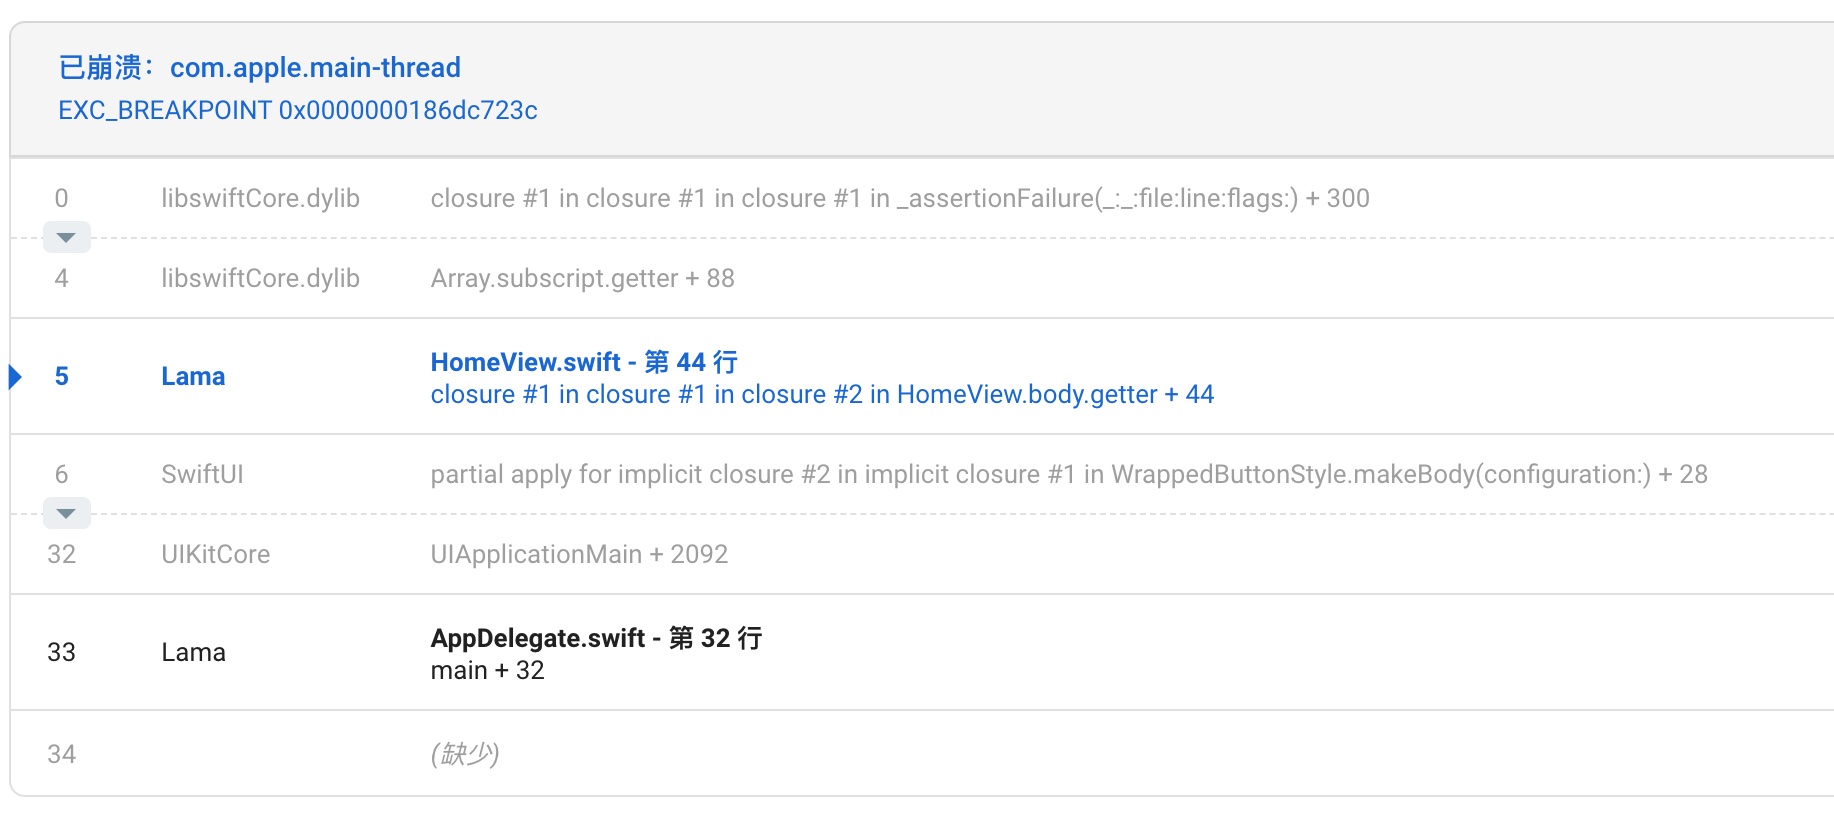 已崩溃：com.apple.main-thread
EXC_BREAKPOINT 0x0000000186dc723c
0 libswiftCore.dylib closure #1 in closure #1 in closure #1 in _assertionFailure(_:_:file:line:flags:) + 300
4 libswiftCore.dylib Array.subscript.getter + 88
5 Lama HomeView.swift - 第 44 行
closure #1 in closure #1 in closure #2 in HomeView.body.getter + 44
6 SwiftUI partial apply for implicit closure #2 in implicit closure #1 in WrappedButtonStyle.makeBody(configuration:) + 28
32 UIKitCore UIApplicationMain + 2092
33 Lama AppDelegate.swift - 第 32 行
main + 32
34 (缺少)